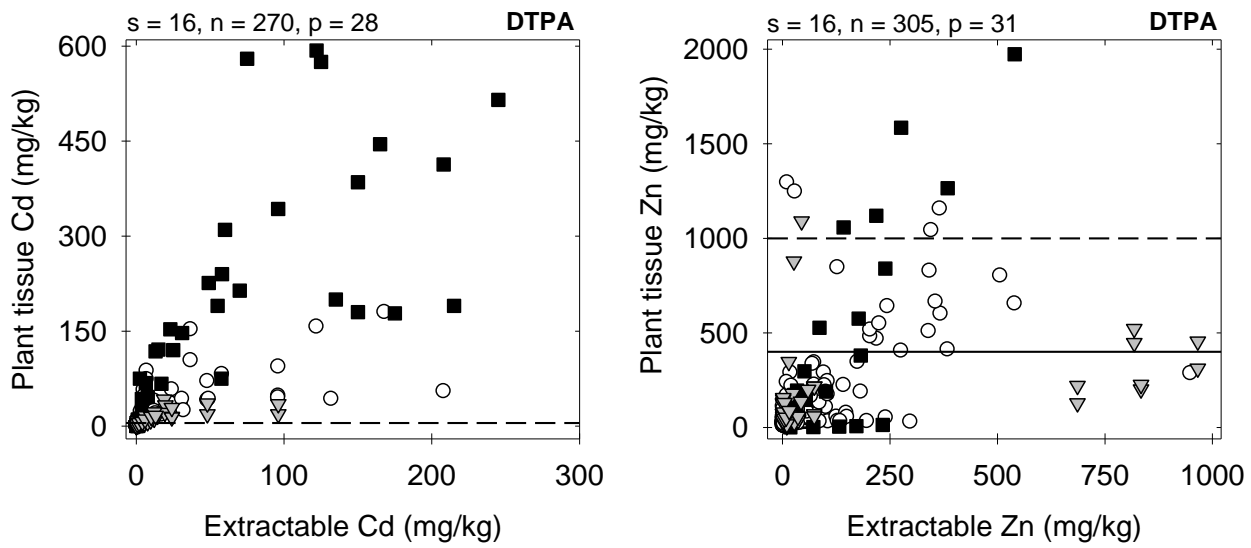 s = 16, n = 270, p = 28 DTPA
600
450
300
150
0
0 100 200 300
Plant tissue Cd (mg/kg)
Extractable Cd (mg/kg)
s = 16, n = 305, p = 31 DTPA
2000
1500
1000
500
0
0 250 500 750 1000
Plant tissue Zn (mg/kg)
Extractable Zn (mg/kg)